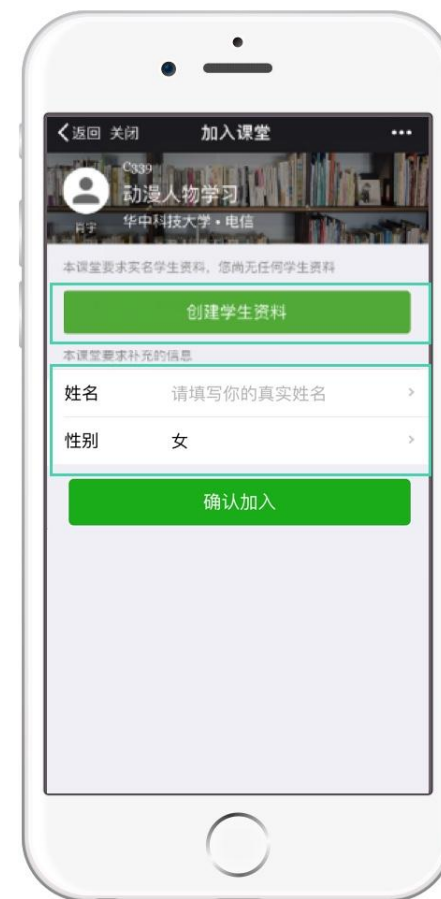 返回 关闭 加入课堂
C339
动漫人物学习
肖宇
华中科技大学·电信
本课堂要求实名学生资料，您尚无任何学生资料
创建学生资料
本课堂要求补充的信息
姓名 请填写你的真实姓名
性别 女
确认加入